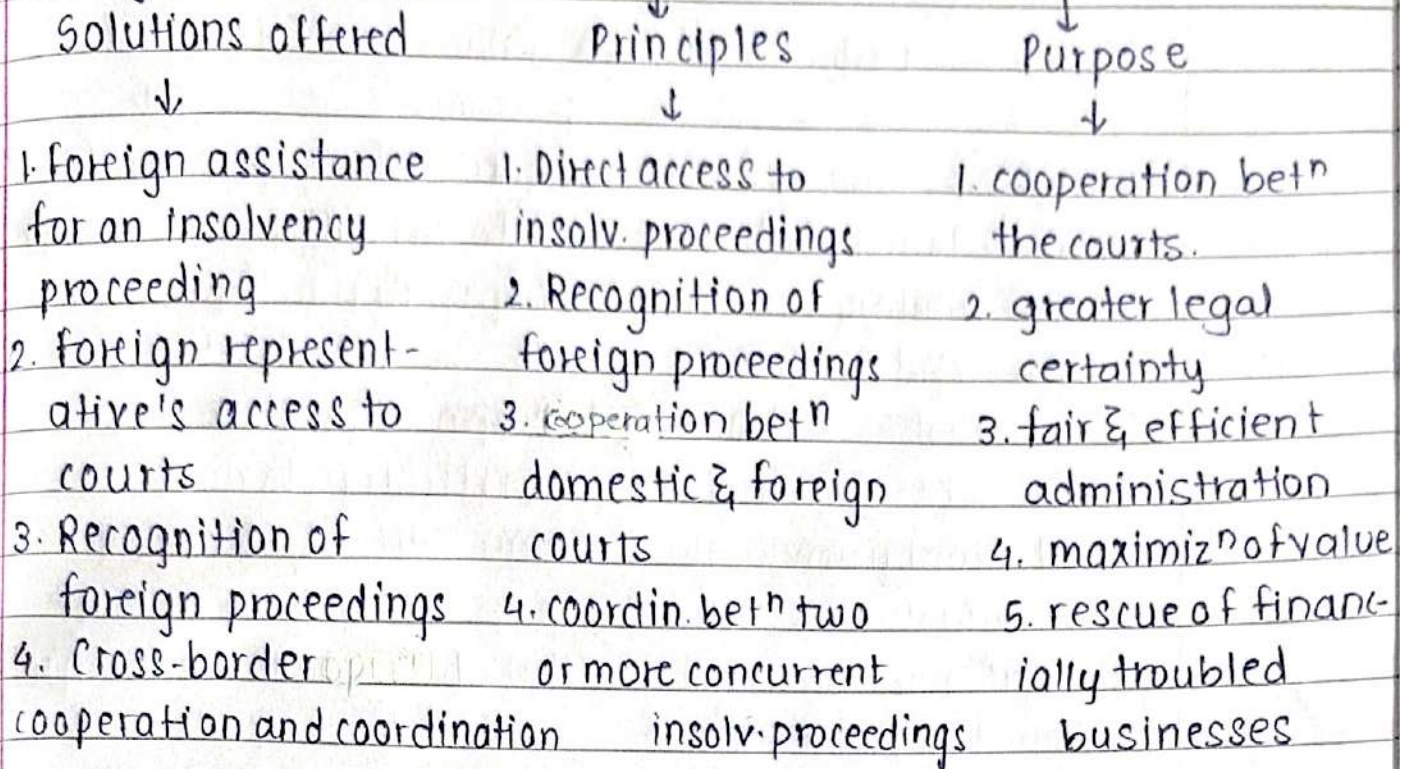 Solutions offered
↓
1. Foreign assistance
for an insolvency
proceeding
2. foreign represent-
ative's access to
courts
3. Recognition of
foreign proceedings
4. Cross-border
cooperation and coordination
Principles
↓
1. Direct access to
insolv. proceedings
2. Recognition of
foreign proceedings
3. cooperation betⁿ
domestic & foreign
courts
4. coordin. betⁿ two
or more concurrent
insolv. proceedings
Purpose
↓
1. cooperation betⁿ
the courts.
2. greater legal
certainty
3. fair & efficient
administration
4. maximizⁿ of value
5. rescue of financ-
ially troubled
businesses